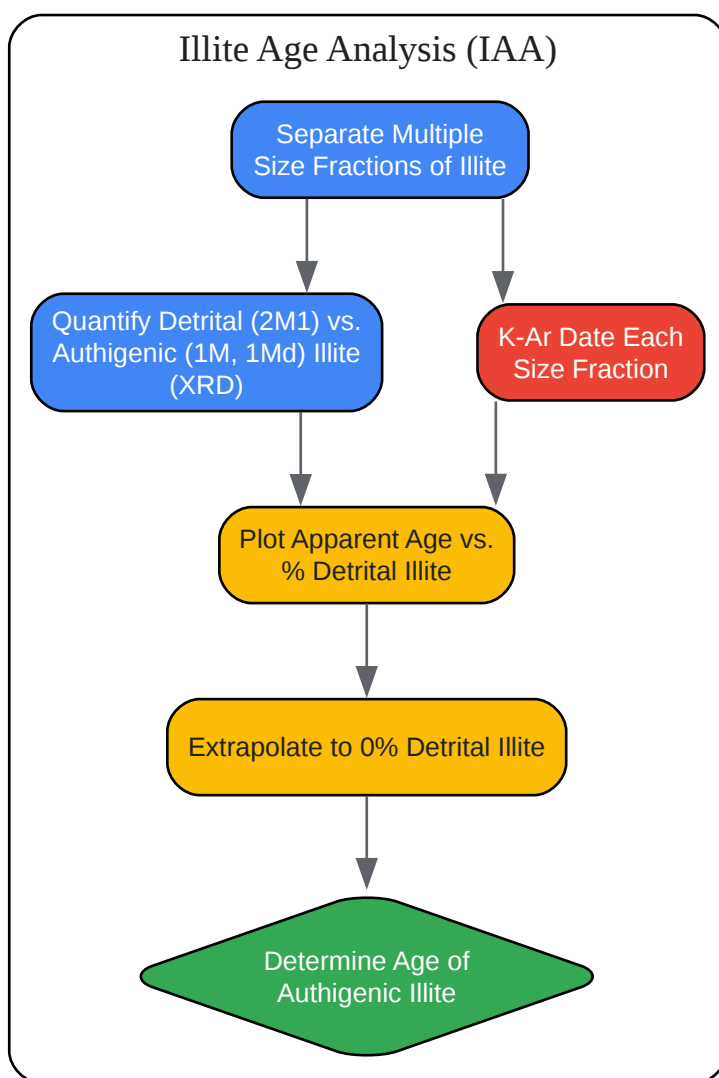 Illite Age Analysis (IAA)
Separate Multiple
Size Fractions of Illite
Quantify Detrital (2M1) vs.
Authigenic (1M, 1Md) Illite
(XRD)
K-Ar Date Each
Size Fraction
Plot Apparent Age vs.
% Detrital Illite
Extrapolate to 0% Detrital Illite
Determine Age of
Authigenic Illite